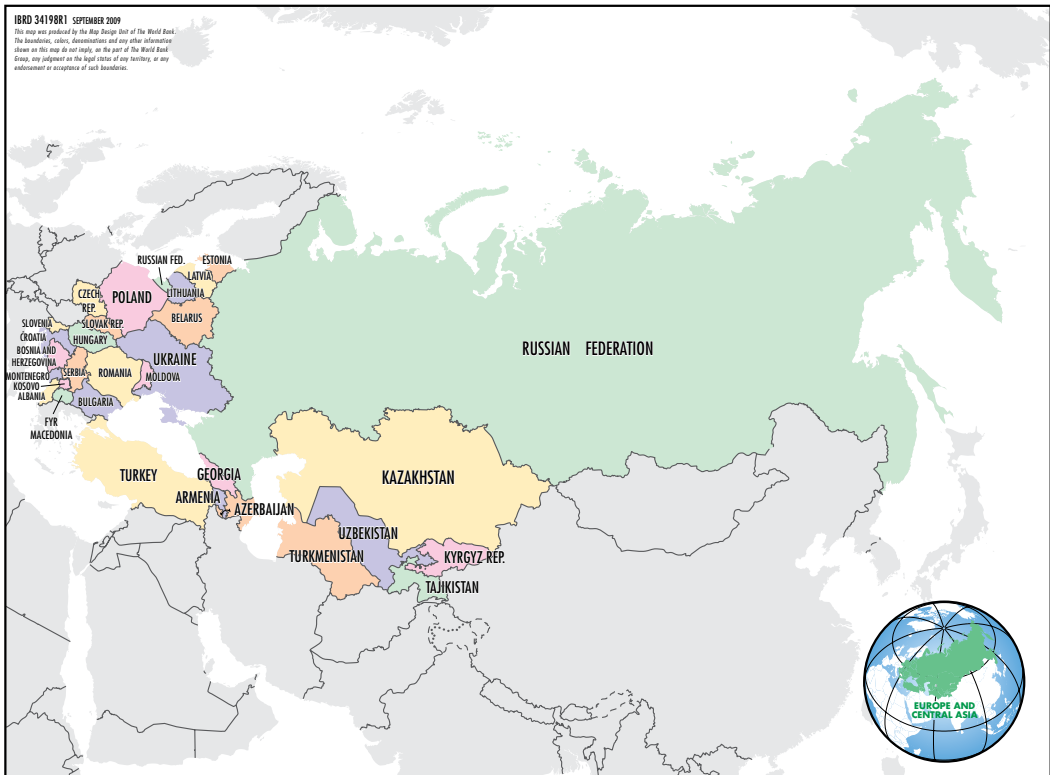 IBRD 34198R1 SEPTEMBER 2009
This map was produced by the Map Design Unit of The World Bank.
The boundaries, colors, denominations and any other information
shown on this map do not imply, on the part of The World Bank
Group, any judgment on the legal status of any territory, or any
endorsement or acceptance of such boundaries.
RUSSIAN FED.
ESTONIA
LATVIA
LITHUANIA
CZECH
REP.
POLAND
BELARUS
SLOVENIA
SLOVAK REP.
CROATIA
HUNGARY
BOSNIA AND
HERZEGOVINA
UKRAINE
RUSSIAN FEDERATION
MONTENEGRO
SERBIA
ROMANIA
MOLDOVA
KOSOVO
ALBANIA
BULGARIA
FYR
MACEDONIA
TURKEY
GEORGIA
KAZAKHSTAN
ARMENIA
AZERBAIJAN
UZBEKISTAN
TURKMENISTAN
KYRGYZ REP.
TAJIKISTAN
EUROPE AND
CENTRAL ASIA